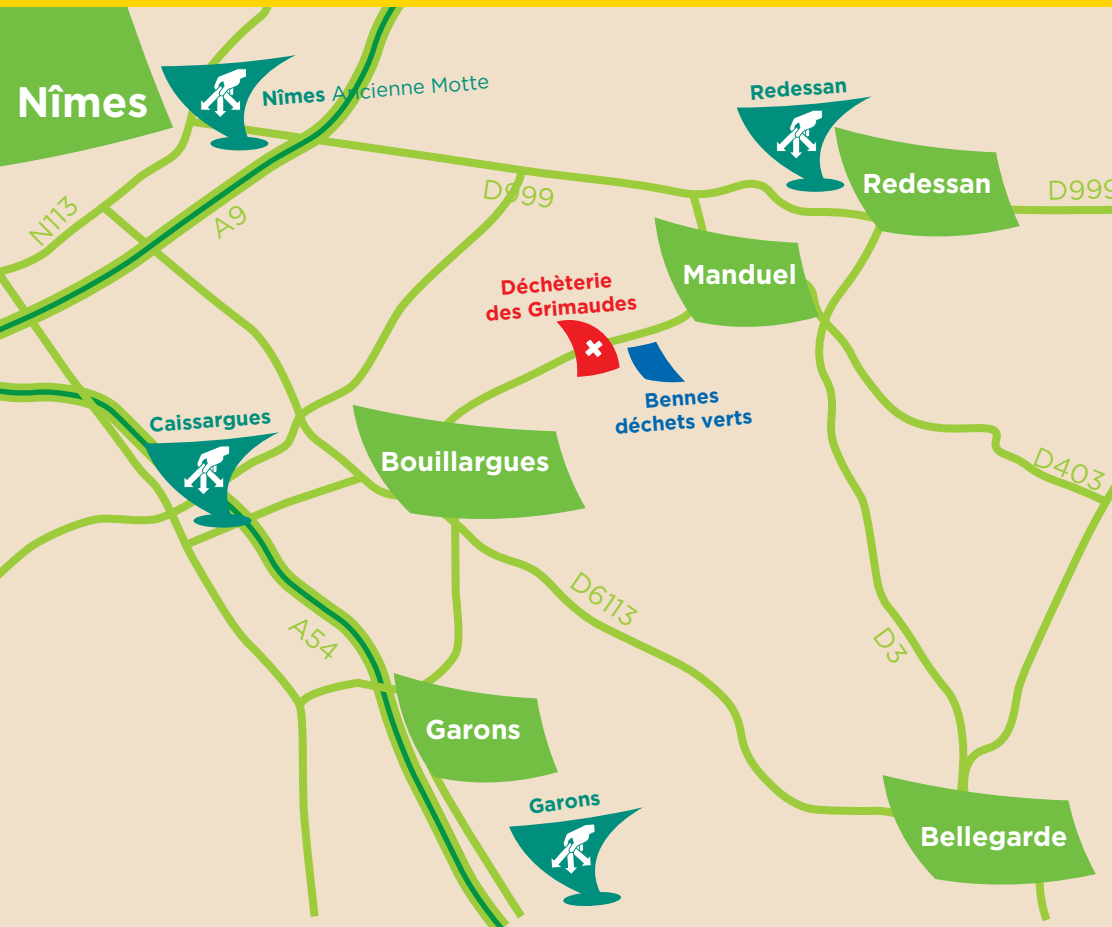 Nîmes
Nîmes Ancienne Motte
Redessan
Redessan
D999
D999
N113
A9
Manduel
Déchèterie
des Grimaudes
Bennes
déchets verts
Caissargues
Bouillargues
D403
D6113
D3
A54
Garons
Garons
Bellegarde